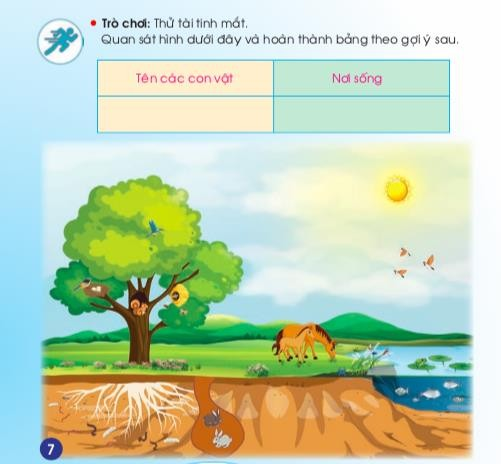 • Trò chơi: Thử tài tinh mắt.
Quan sát hình dưới đây và hoàn thành bảng theo gợi ý sau.
Tên các con vật
Nơi sống
7